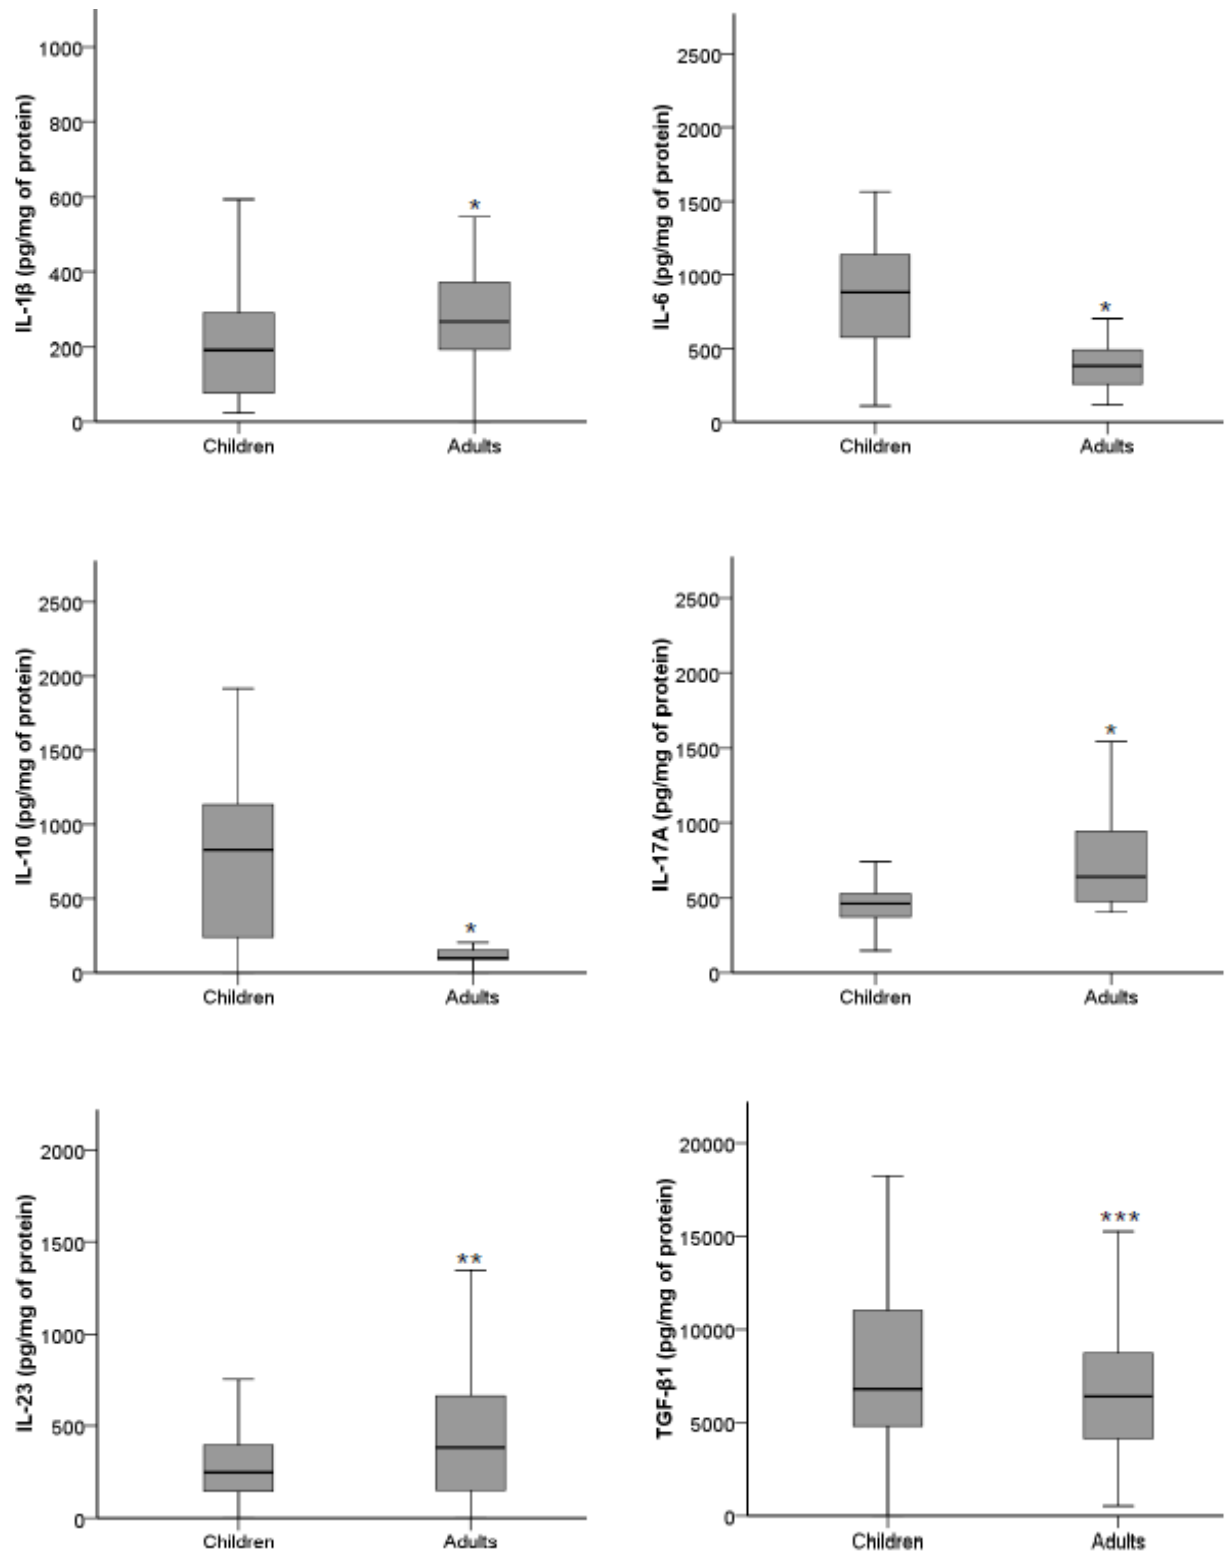 IL-1β (pg/mg of protein)
1000
800
600
400
200
0
*
Children
Adults
IL-6 (pg/mg of protein)
2500
2000
1500
1000
500
0
*
Children
Adults
IL-10 (pg/mg of protein)
2500
2000
1500
1000
500
0
*
Children
Adults
IL-17A (pg/mg of protein)
2500
2000
1500
1000
500
0
*
Children
Adults
IL-23 (pg/mg of protein)
2000
1500
1000
500
0
**
Children
Adults
TGF-β1 (pg/mg of protein)
20000
15000
10000
5000
0
***
Children
Adults